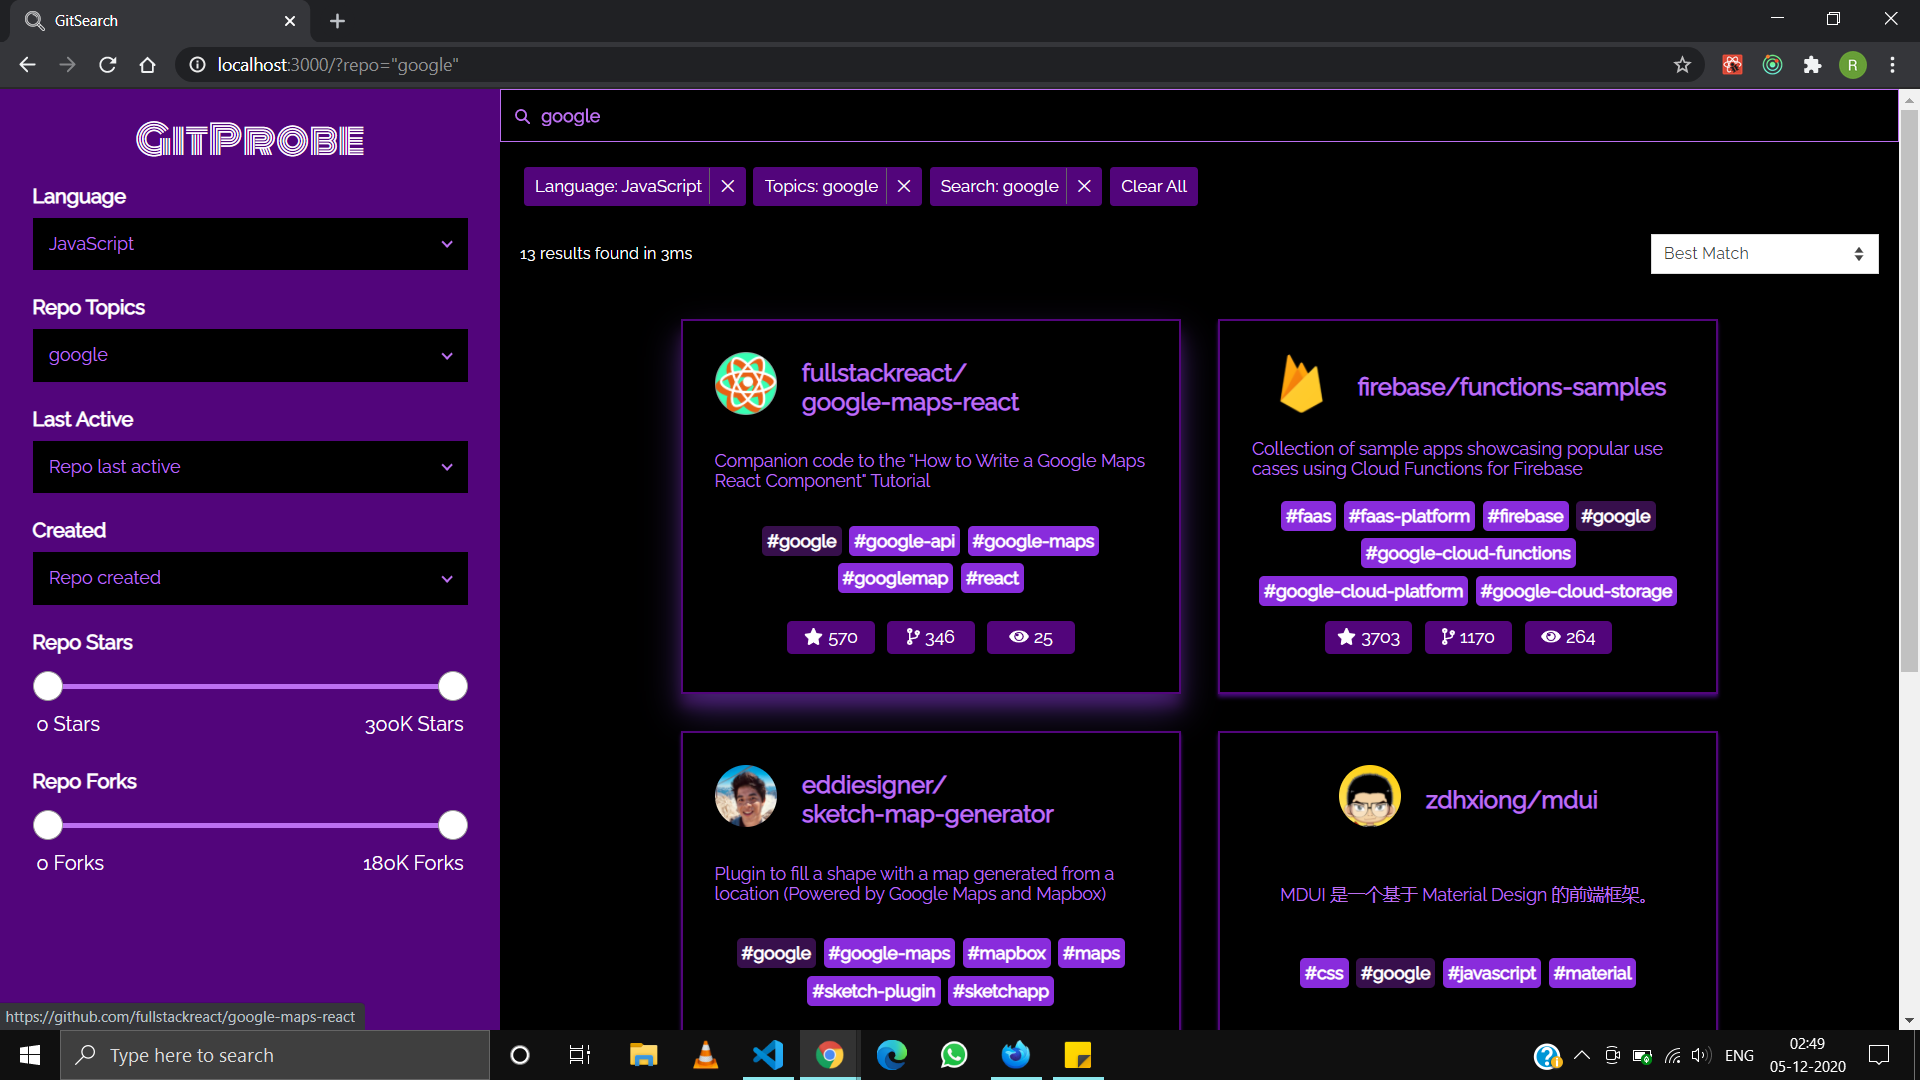 GitSearch
localhost:3000/?repo="google"
R
GITPROBE
Language
JavaScript
Repo Topics
google
Last Active
Repo last active
Created
Repo created
Repo Stars
0 Stars 300K Stars
Repo Forks
0 Forks 180K Forks
https://github.com/fullstackreact/google-maps-react
google
Language: JavaScript Topics: google Search: google Clear All
13 results found in 3ms
Best Match
fullstackreact/
google-maps-react
Companion code to the "How to Write a Google Maps
React Component" Tutorial
#google #google-api #google-maps
#googlemap #react
570 346 25
firebase/functions-samples
Collection of sample apps showcasing popular use
cases using Cloud Functions for Firebase
#faas #faas-platform #firebase #google
#google-cloud-functions
#google-cloud-platform #google-cloud-storage
3703 1170 264
eddiesigner/
sketch-map-generator
Plugin to fill a shape with a map generated from a
location (Powered by Google Maps and Mapbox)
#google #google-maps #mapbox #maps
#sketch-plugin #sketchapp
zdhxiong/mdui
MDUI 是一个基于 Material Design 的前端框架。
#css #google #javascript #material
Type here to search
ENG
02:49
05-12-2020